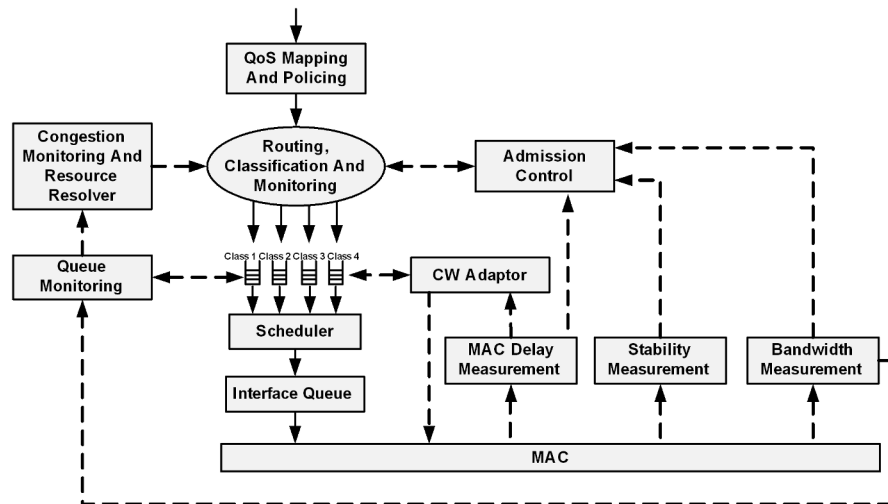 QoS Mapping
And Policing
Congestion
Monitoring And
Resource
Resolver
Routing,
Classification And
Monitoring
Admission
Control
Class 1 Class 2 Class 3 Class 4
Queue
Monitoring
CW Adaptor
Scheduler
MAC Delay
Measurement
Stability
Measurement
Bandwidth
Measurement
Interface Queue
MAC